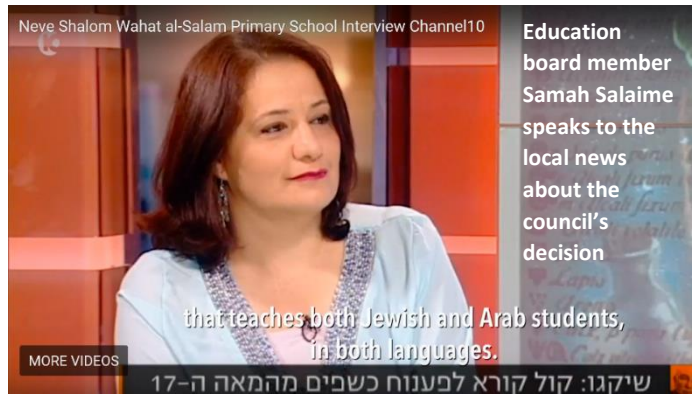 Neve Shalom Wahat al-Salam Primary School Interview Channel10
Education
board member
Samah Salaime
speaks to the
local news
about the
council's
decision
that teaches both Jewish and Arab students,
in both languages.
MORE VIDEOS
שיקגו: קול קורא לפענוח כשפים מהמאה ה-17